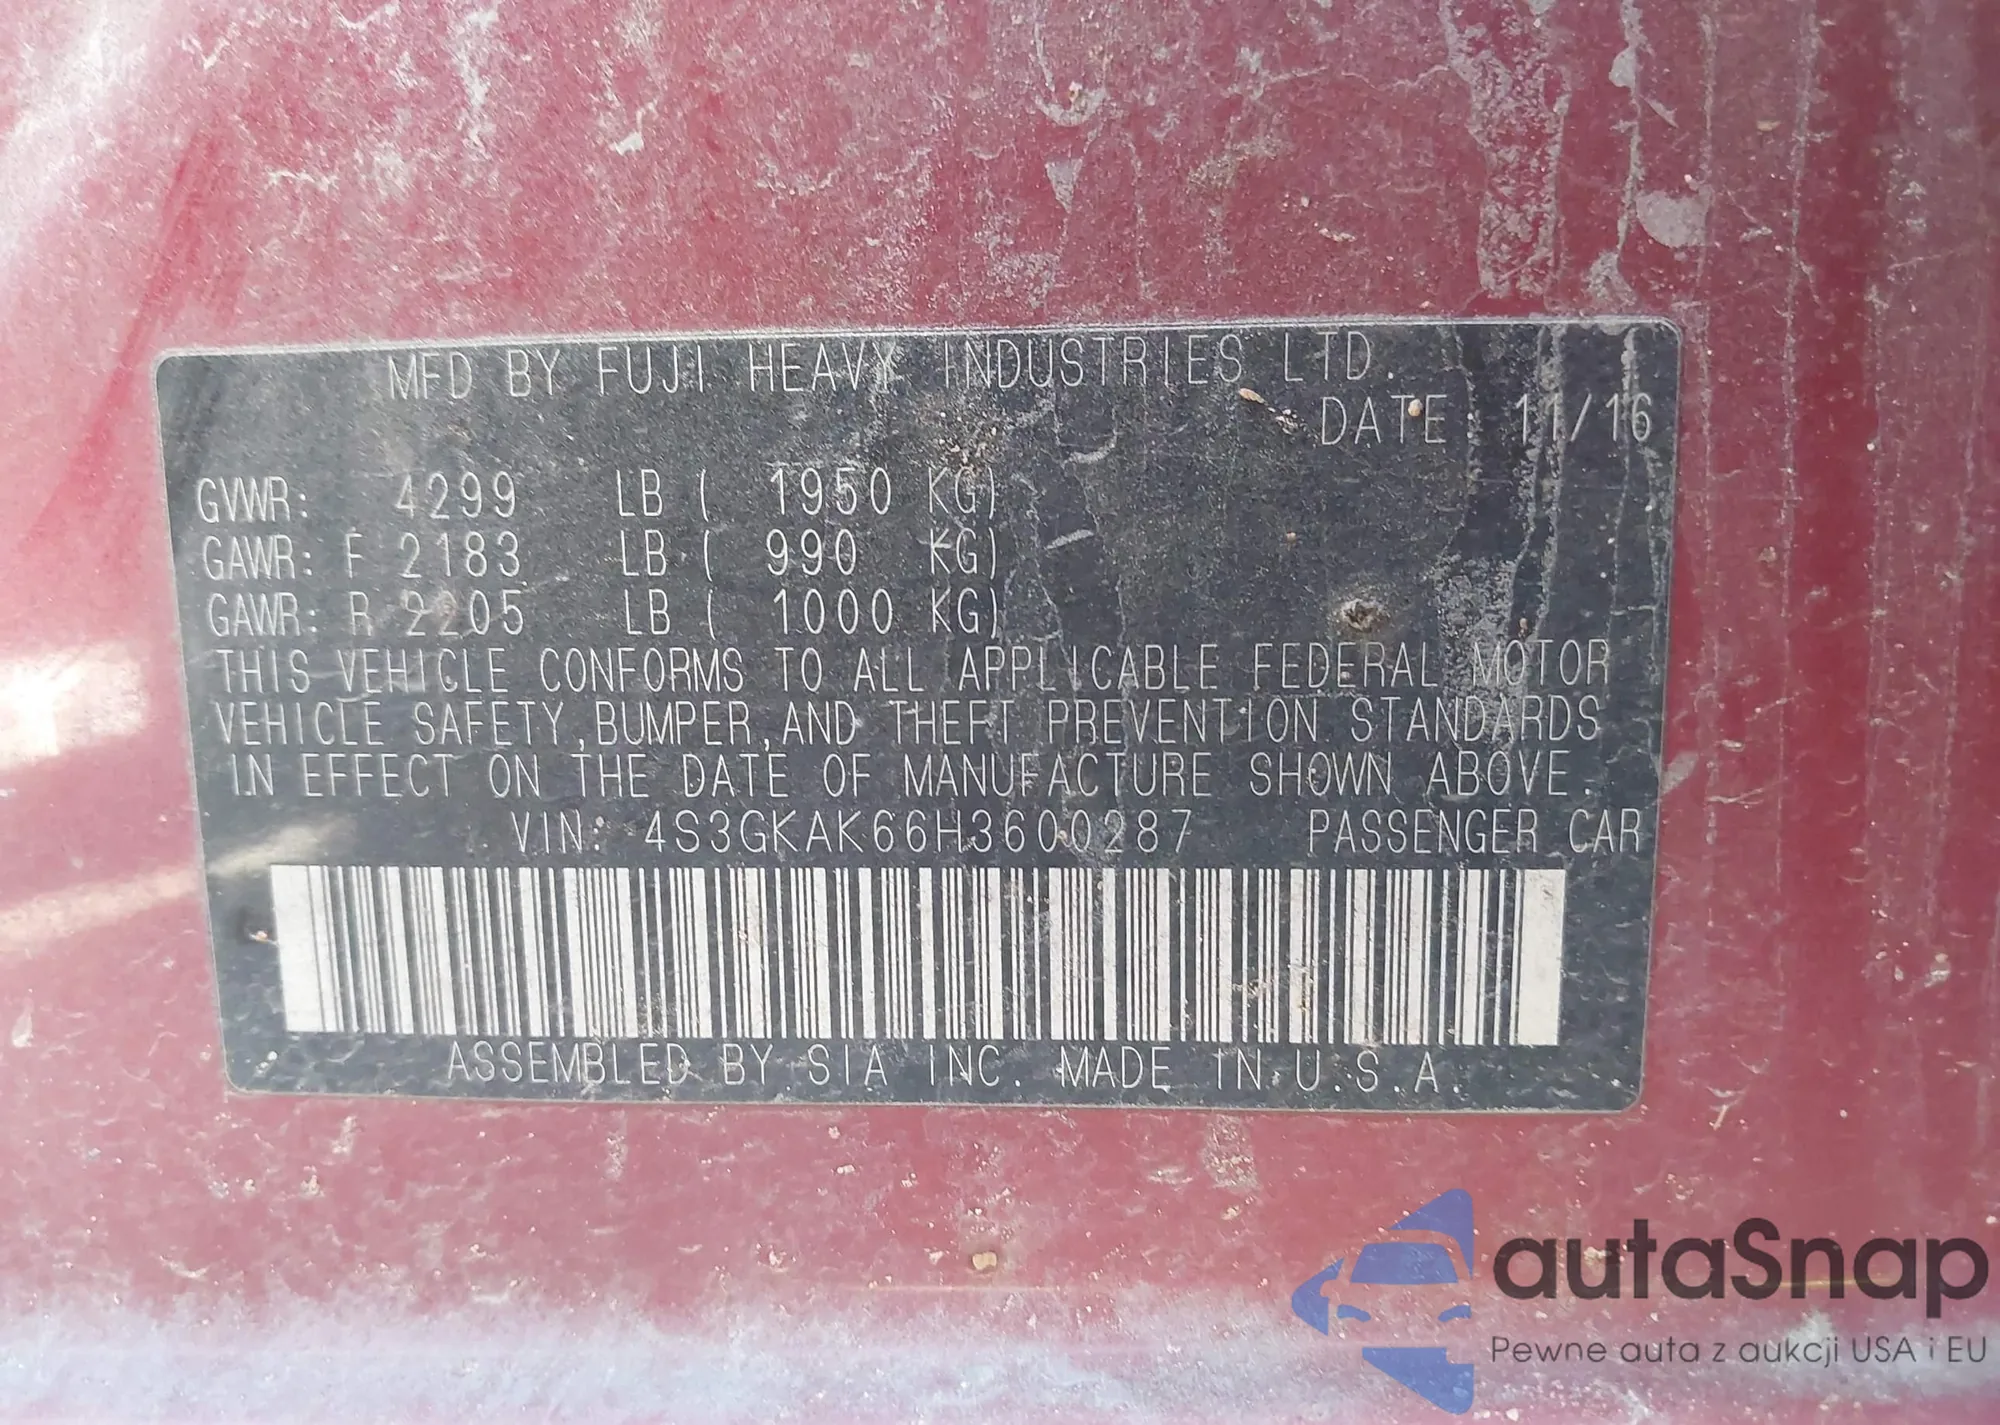 MFD BY FUJI HEAVY INDUSTRIES LTD.
DATE: 11/16
GVWR: 4299 LB ( 1950 KG)
GAWR: F 2183 LB ( 990 KG)
GAWR: R 2205 LB ( 1000 KG)
THIS VEHICLE CONFORMS TO ALL APPLICABLE FEDERAL MOTOR
VEHICLE SAFETY,BUMPER,AND THEFT PREVENTION STANDARDS
IN EFFECT ON THE DATE OF MANUFACTURE SHOWN ABOVE.
VIN: 4S3GKAK66H3600287 PASSENGER CAR
ASSEMBLED BY SIA INC. MADE IN U.S.A.
autaSnap
Pewne auta z aukcji USA i EU